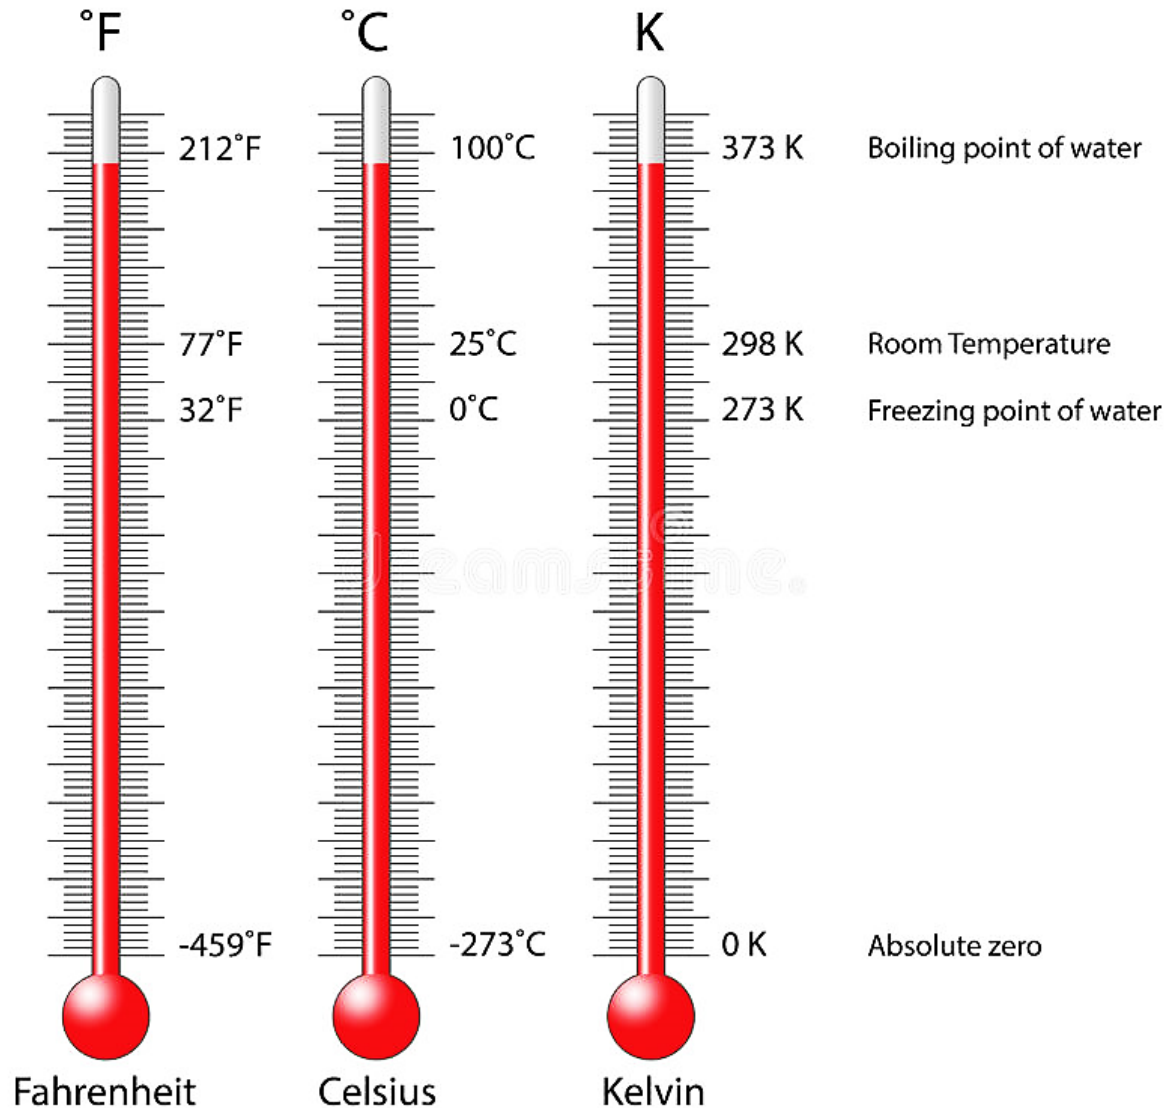 °F °C K
212°F 100°C 373 K Boiling point of water
77°F 25°C 298 K Room Temperature
32°F 0°C 273 K Freezing point of water
dreamstime.
-459°F -273°C 0 K Absolute zero
Fahrenheit Celsius Kelvin